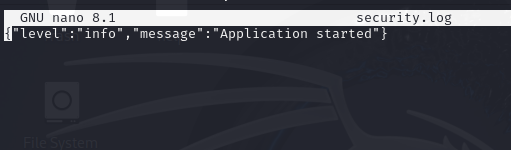 GNU nano 8.1 security.log
{"level":"info","message":"Application started"}
File System